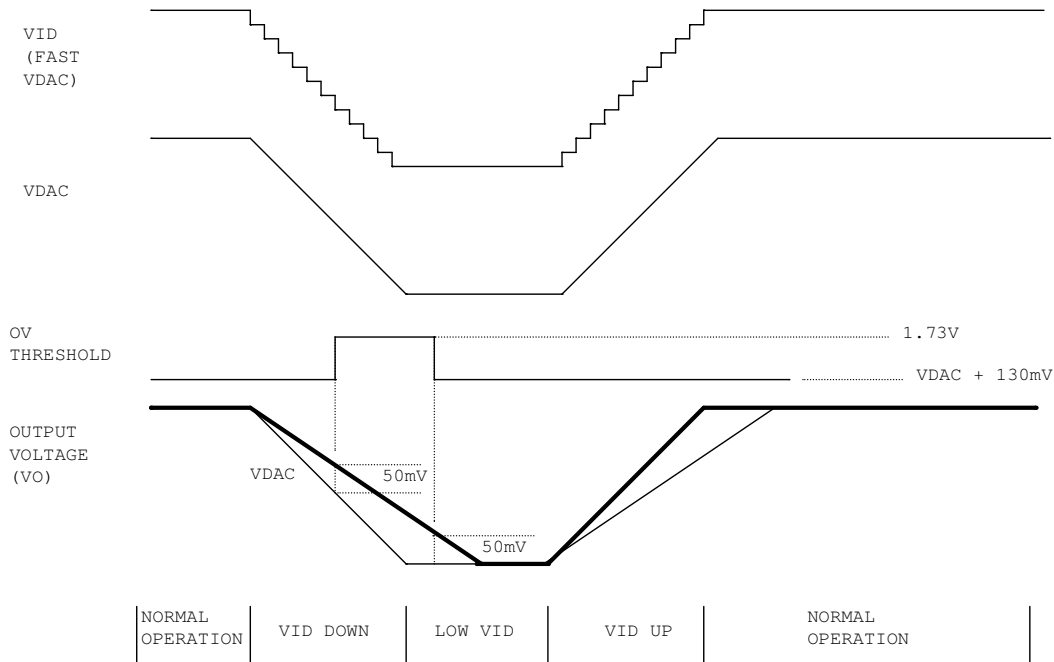 VID
(FAST
VDAC)
VDAC
OV
THRESHOLD
1.73V
VDAC + 130mV
OUTPUT
VOLTAGE
(VO)
VDAC
50mV
50mV
NORMAL
OPERATION
VID DOWN
LOW VID
VID UP
NORMAL
OPERATION